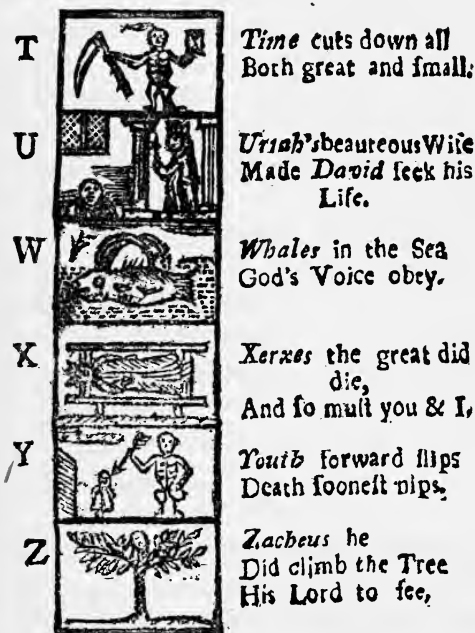 T
Time cuts down all
Both great and ſmall.
U
Uriah's beauteous Wife
Made David ſeek his
Life.
W
Whales in the Sea
God's Voice obey.
K
Xerxes the great did
die,
And ſo muſt you & I,
Y
Youth forward ſlips
Death ſooneſt nips.
Z
Zacheus he
Did climb the Tree
His Lord to ſee,